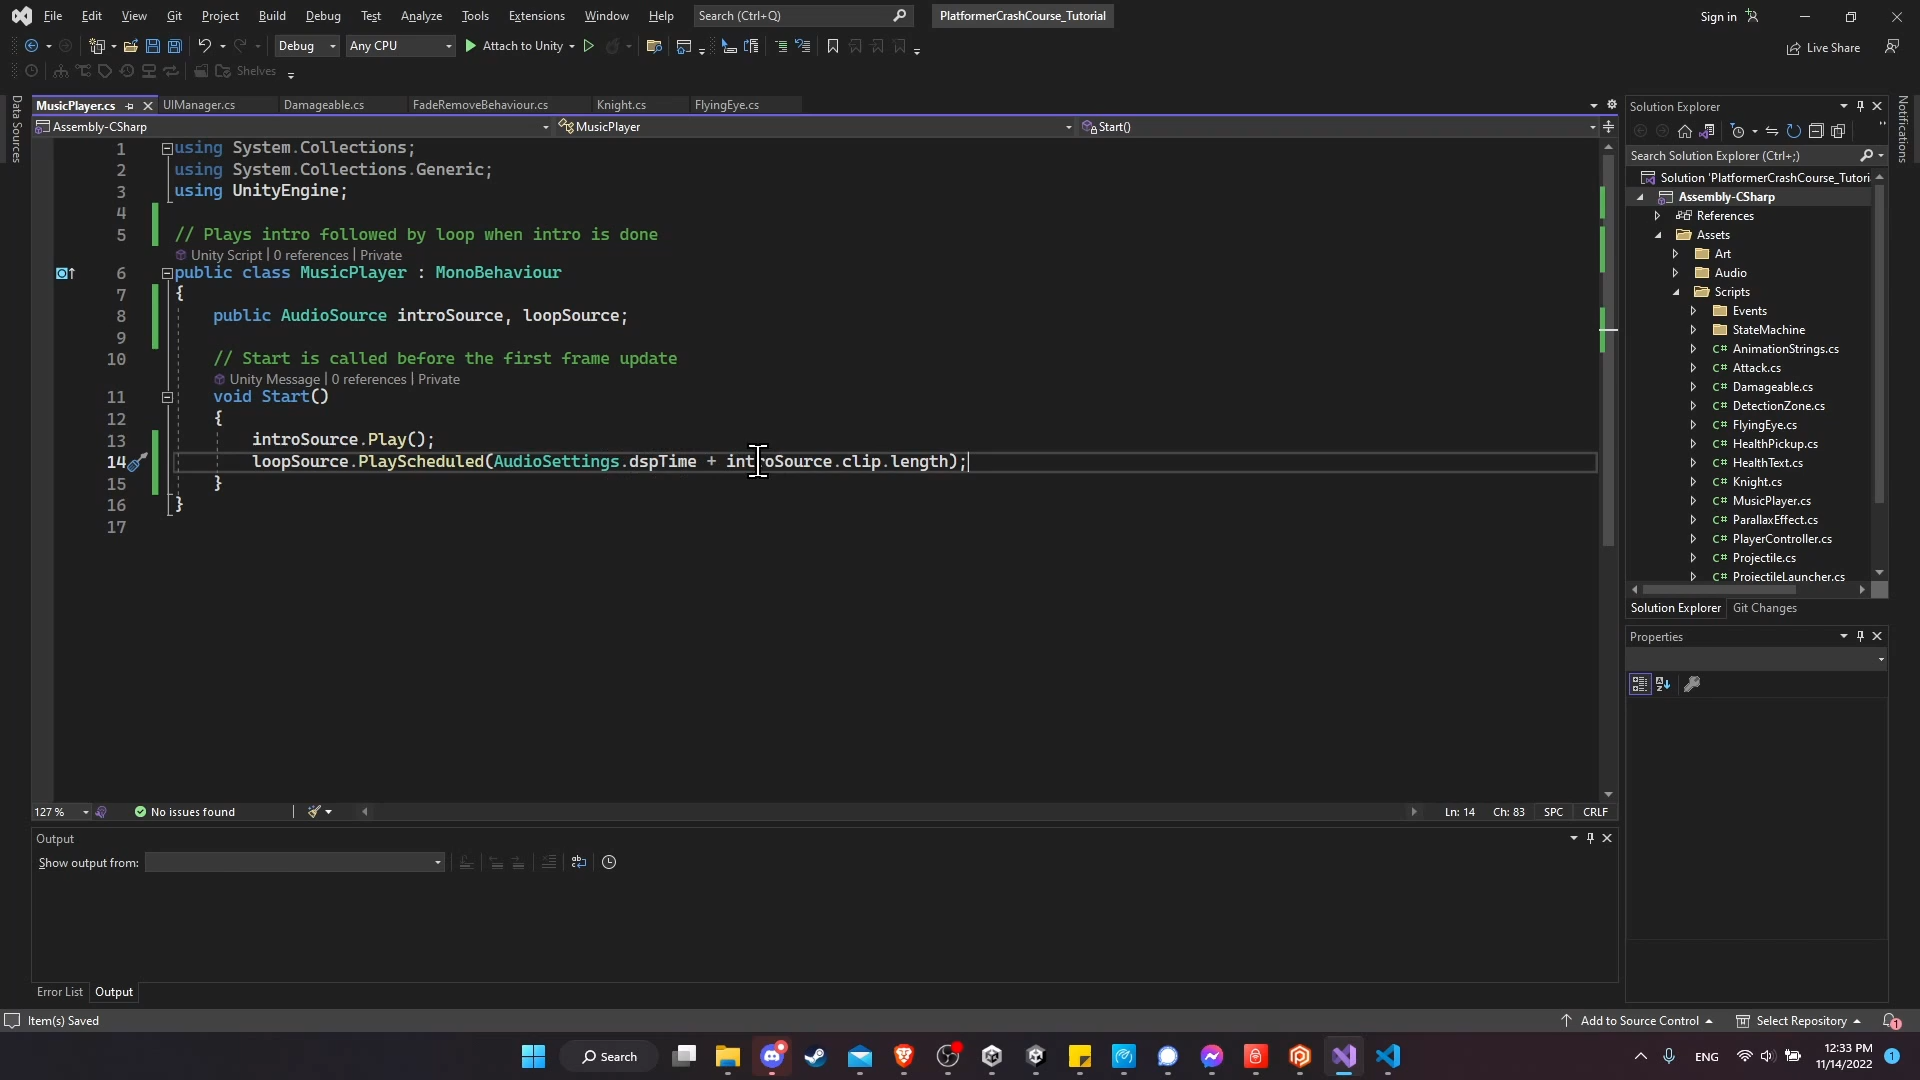 File Edit View Git Project Build Debug Test Analyze Tools Extensions Window Help Search (Ctrl+Q) PlatformerCrashCourse_Tutorial Sign in
Debug Any CPU Attach to Unity Live Share
Shelves
Data Sources
MusicPlayer.cs UIManager.cs Damageable.cs FadeRemoveBehaviour.cs Knight.cs FlyingEye.cs
Assembly-CSharp MusicPlayer Start()
1 using System.Collections;
2 using System.Collections.Generic;
3 using UnityEngine;
4
5 // Plays intro followed by loop when intro is done
Unity Script | 0 references | Private
6 public class MusicPlayer : MonoBehaviour
7 {
8 public AudioSource introSource, loopSource;
9
10 // Start is called before the first frame update
Unity Message | 0 references | Private
11 void Start()
12 {
13 introSource.Play();
14 loopSource.PlayScheduled(AudioSettings.dspTime + introSource.clip.length);
15 }
16 }
17
127 % No issues found Ln: 14 Ch: 83 SPC CRLF
Output
Show output from:
Error List Output
Solution Explorer
Search Solution Explorer (Ctrl+;)
Solution 'PlatformerCrashCourse_Tutori
Assembly-CSharp
References
Assets
Art
Audio
Scripts
Events
StateMachine
C# AnimationStrings.cs
C# Attack.cs
C# Damageable.cs
C# DetectionZone.cs
C# FlyingEye.cs
C# HealthPickup.cs
C# HealthText.cs
C# Knight.cs
C# MusicPlayer.cs
C# ParallaxEffect.cs
C# PlayerController.cs
C# Projectile.cs
C# ProjectileLauncher.cs
Solution Explorer Git Changes
Properties
Notifications
Item(s) Saved Add to Source Control Select Repository 1
Search ENG 12:33 PM
11/14/2022 1